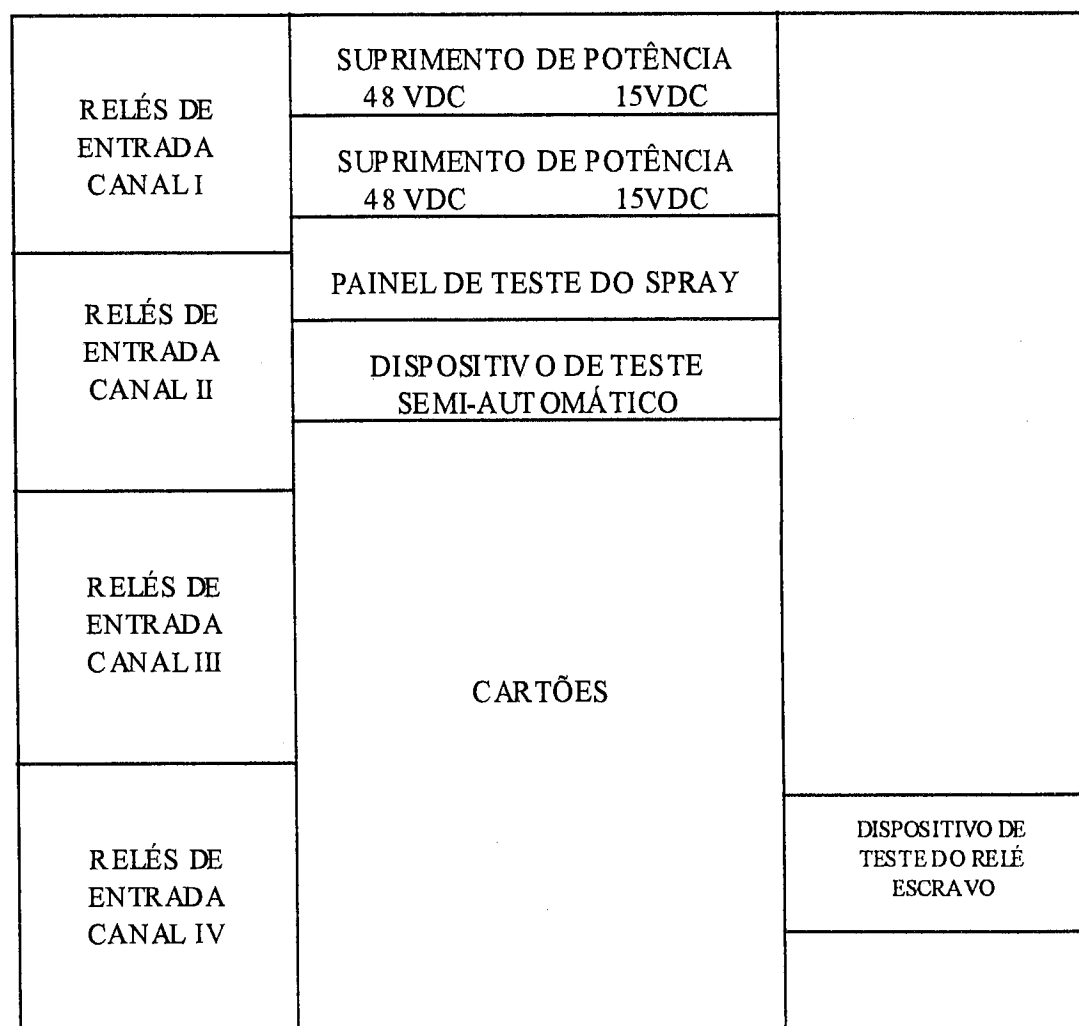 RELÉS DE
ENTRADA
CANAL I
RELÉS DE
ENTRADA
CANAL II
RELÉS DE
ENTRADA
CANAL III
RELÉS DE
ENTRADA
CANAL IV
SUPRIMENTO DE POTÊNCIA
48 VDC 15VDC
SUPRIMENTO DE POTÊNCIA
48 VDC 15VDC
PAINEL DE TESTE DO SPRAY
DISPOSITIVO DE TESTE
SEMI-AUTOMÁTICO
CARTÕES
DISPOSITIVO DE
TESTE DO RELÉ
ESCRAVO